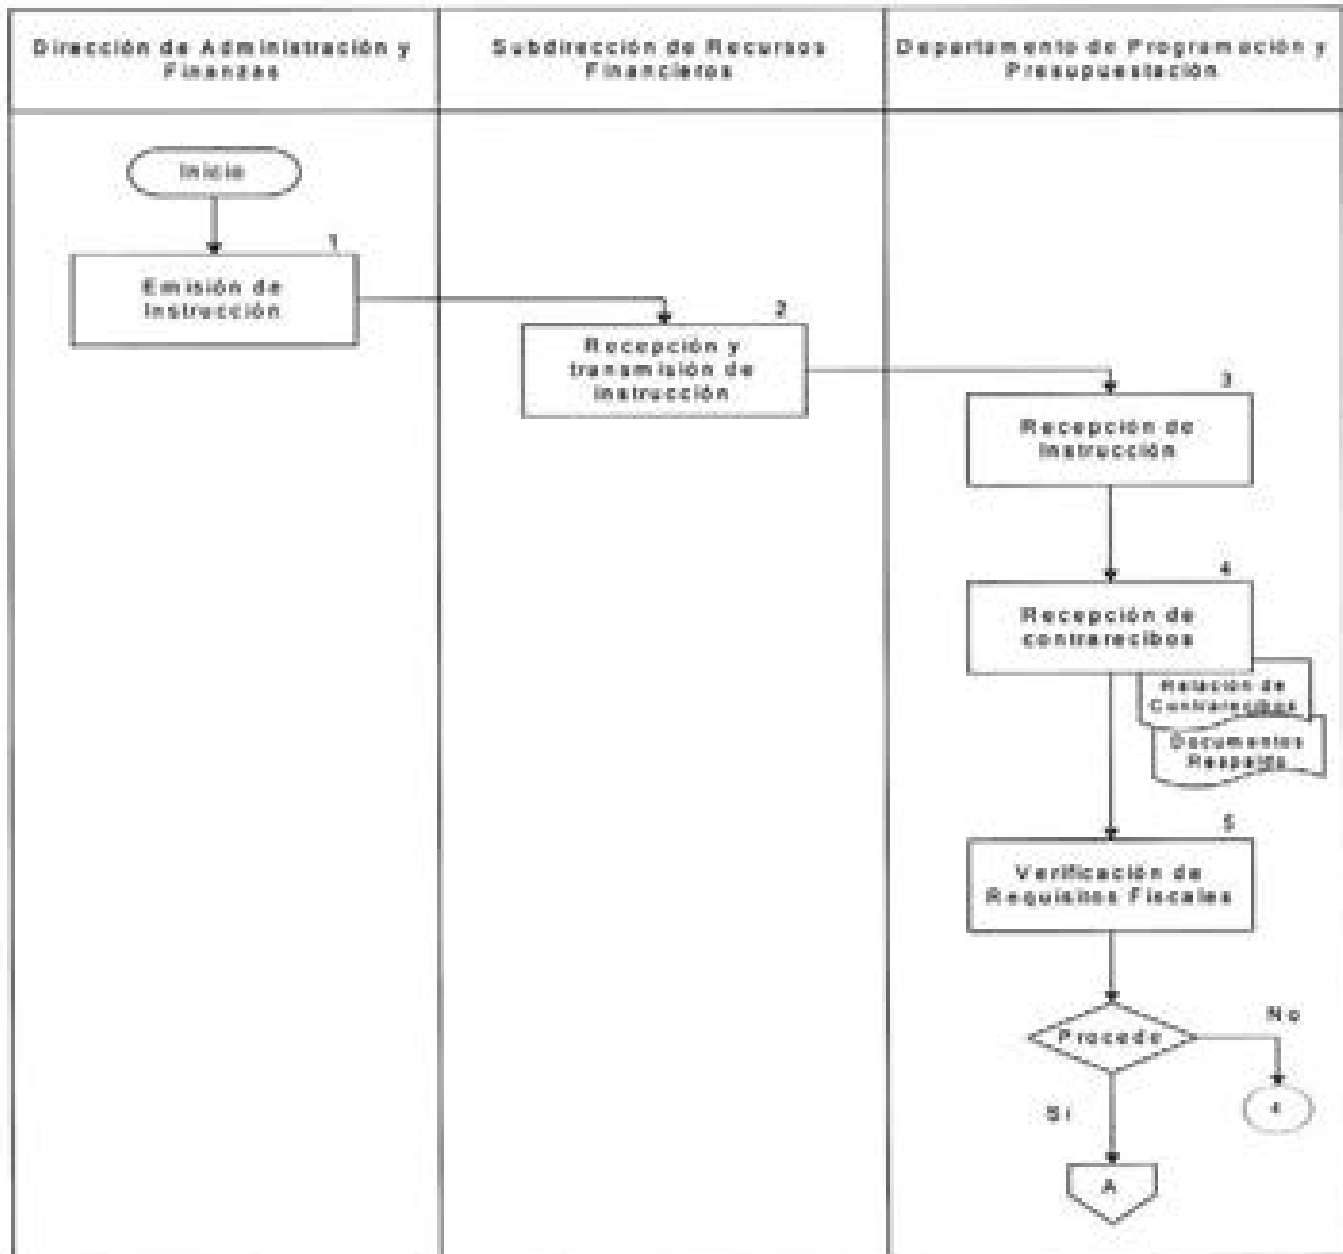 Dirección de Administración y
Finanzas
Subdirección de Recursos
Financieros
Departamento de Programación y
Presupuestación
Inicio
1
Emisión de
Instrucción
2
Recepción y
transmisión de
instrucción
3
Recepción de
Instrucción
4
Recepción de
contrarecibos
Relación de
Contrarecibos
Documentos
Respaldo
5
Verificación de
Requisitos Fiscales
Procede
No
4
Si
A